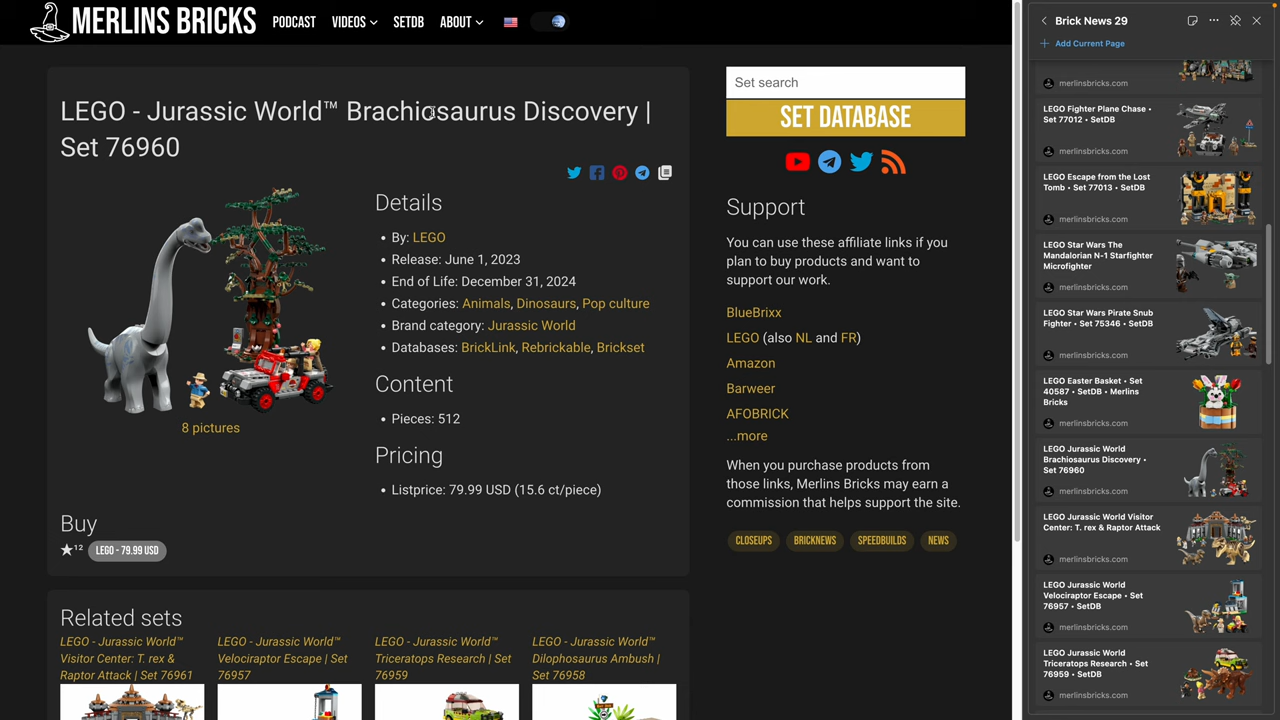 MERLINS BRICKS
PODCAST
VIDEOS
SETDB
ABOUT
LEGO - Jurassic World™ Brachiosaurus Discovery |
Set 76960
8 pictures
Details
By: LEGO
Release: June 1, 2023
End of Life: December 31, 2024
Categories: Animals, Dinosaurs, Pop culture
Brand category: Jurassic World
Databases: BrickLink, Rebrickable, Brickset
Content
Pieces: 512
Pricing
Listprice: 79.99 USD (15.6 ct/piece)
Buy
★12
LEGO - 79.99 USD
Related sets
LEGO - Jurassic World™
Visitor Center: T. rex &
Raptor Attack | Set 76961
LEGO - Jurassic World™
Velociraptor Escape | Set
76957
LEGO - Jurassic World™
Triceratops Research | Set
76959
LEGO - Jurassic World™
Dilophosaurus Ambush |
Set 76958
Set search
SET DATABASE
Support
You can use these affiliate links if you
plan to buy products and want to
support our work.
BlueBrixx
LEGO (also NL and FR)
Amazon
Barweer
AFOBRICK
...more
When you purchase products from
those links, Merlins Bricks may earn a
commission that helps support the site.
CLOSEUPS
BRICKNEWS
SPEEDBUILDS
NEWS
Brick News 29
Add Current Page
merlinsbricks.com
LEGO Fighter Plane Chase •
Set 77012 • SetDB
merlinsbricks.com
LEGO Escape from the Lost
Tomb • Set 77013 • SetDB
merlinsbricks.com
LEGO Star Wars The
Mandalorian N-1 Starfighter
Microfighter
merlinsbricks.com
LEGO Star Wars Pirate Snub
Fighter • Set 75346 • SetDB
merlinsbricks.com
LEGO Easter Basket • Set
40587 • SetDB • Merlins
Bricks
merlinsbricks.com
LEGO Jurassic World
Brachiosaurus Discovery •
Set 76960
merlinsbricks.com
LEGO Jurassic World Visitor
Center: T. rex & Raptor Attack
merlinsbricks.com
LEGO Jurassic World
Velociraptor Escape • Set
76957 • SetDB
merlinsbricks.com
LEGO Jurassic World
Triceratops Research • Set
76959 • SetDB
merlinsbricks.com